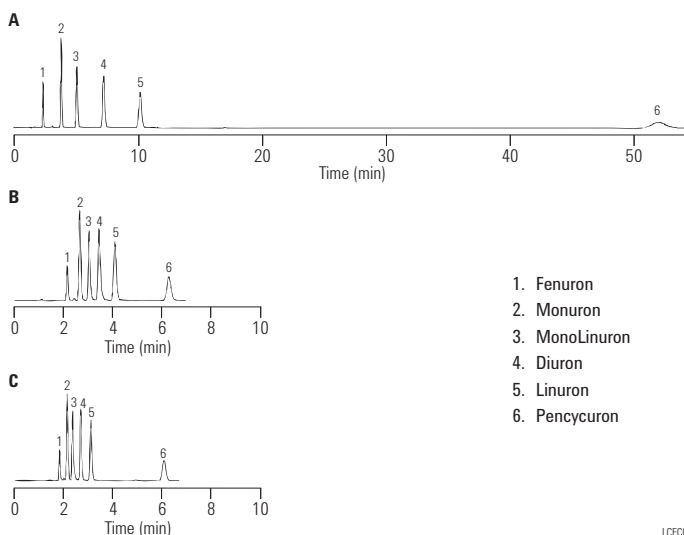 A
1
2
3
4
5
6
0 10 20 30 40 50
Time (min)
B
1
2
3
4
5
6
0 2 4 6 8 10
Time (min)
C
1
2
3
4
5
6
0 2 4 6 8 10
Time (min)
1. Fenuron
2. Monuron
3. MonoLinuron
4. Diuron
5. Linuron
6. Pencycuron